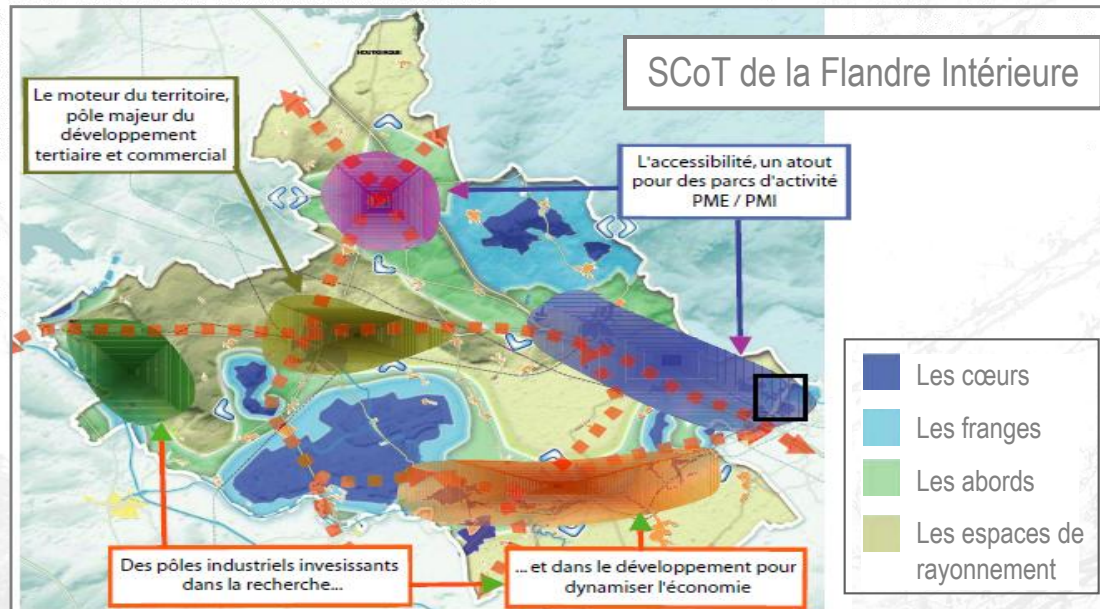 SCoT de la Flandre Intérieure
Le moteur du territoire,
pôle majeur du
développement
tertiaire et commercial
L'accessibilité, un atout
pour des parcs d'activité
PME / PMI
Les cœurs
Les franges
Les abords
Les espaces de
rayonnement
Des pôles industriels invesissants
dans la recherche...
... et dans le développement pour
dynamiser l'économie